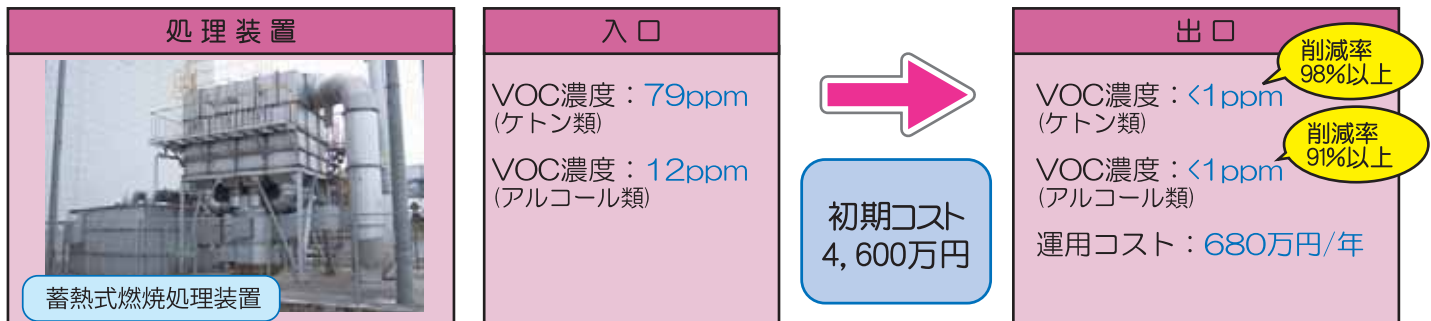 処理装置
蓄熱式燃焼処理装置
入口
VOC濃度：79ppm
(ケトン類)
VOC濃度：12ppm
(アルコール類)
初期コスト
4,600万円
出口
VOC濃度：<1ppm
(ケトン類)
削減率
98%以上
VOC濃度：<1ppm
(アルコール類)
削減率
91%以上
運用コスト：680万円/年